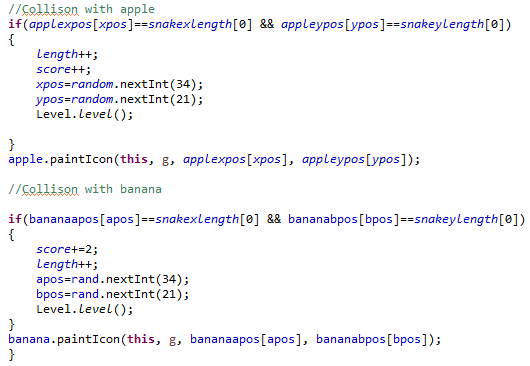 //Collison with apple
if(applexpos[xpos]==snakexlength[0] && appleypos[ypos]==snakeylength[0])
{
    length++;
    score++;
    xpos=random.nextInt(34);
    ypos=random.nextInt(21);
    Level.level();
}
apple.paintIcon(this, g, applexpos[xpos], appleypos[ypos]);
//Collison with banana
if(bananaapos[apos]==snakexlength[0] && bananabpos[bpos]==snakeylength[0])
{
    score+=2;
    length++;
    apos=rand.nextInt(34);
    bpos=rand.nextInt(21);
    Level.level();
}
banana.paintIcon(this, g, bananaapos[apos], bananabpos[bpos]);
}